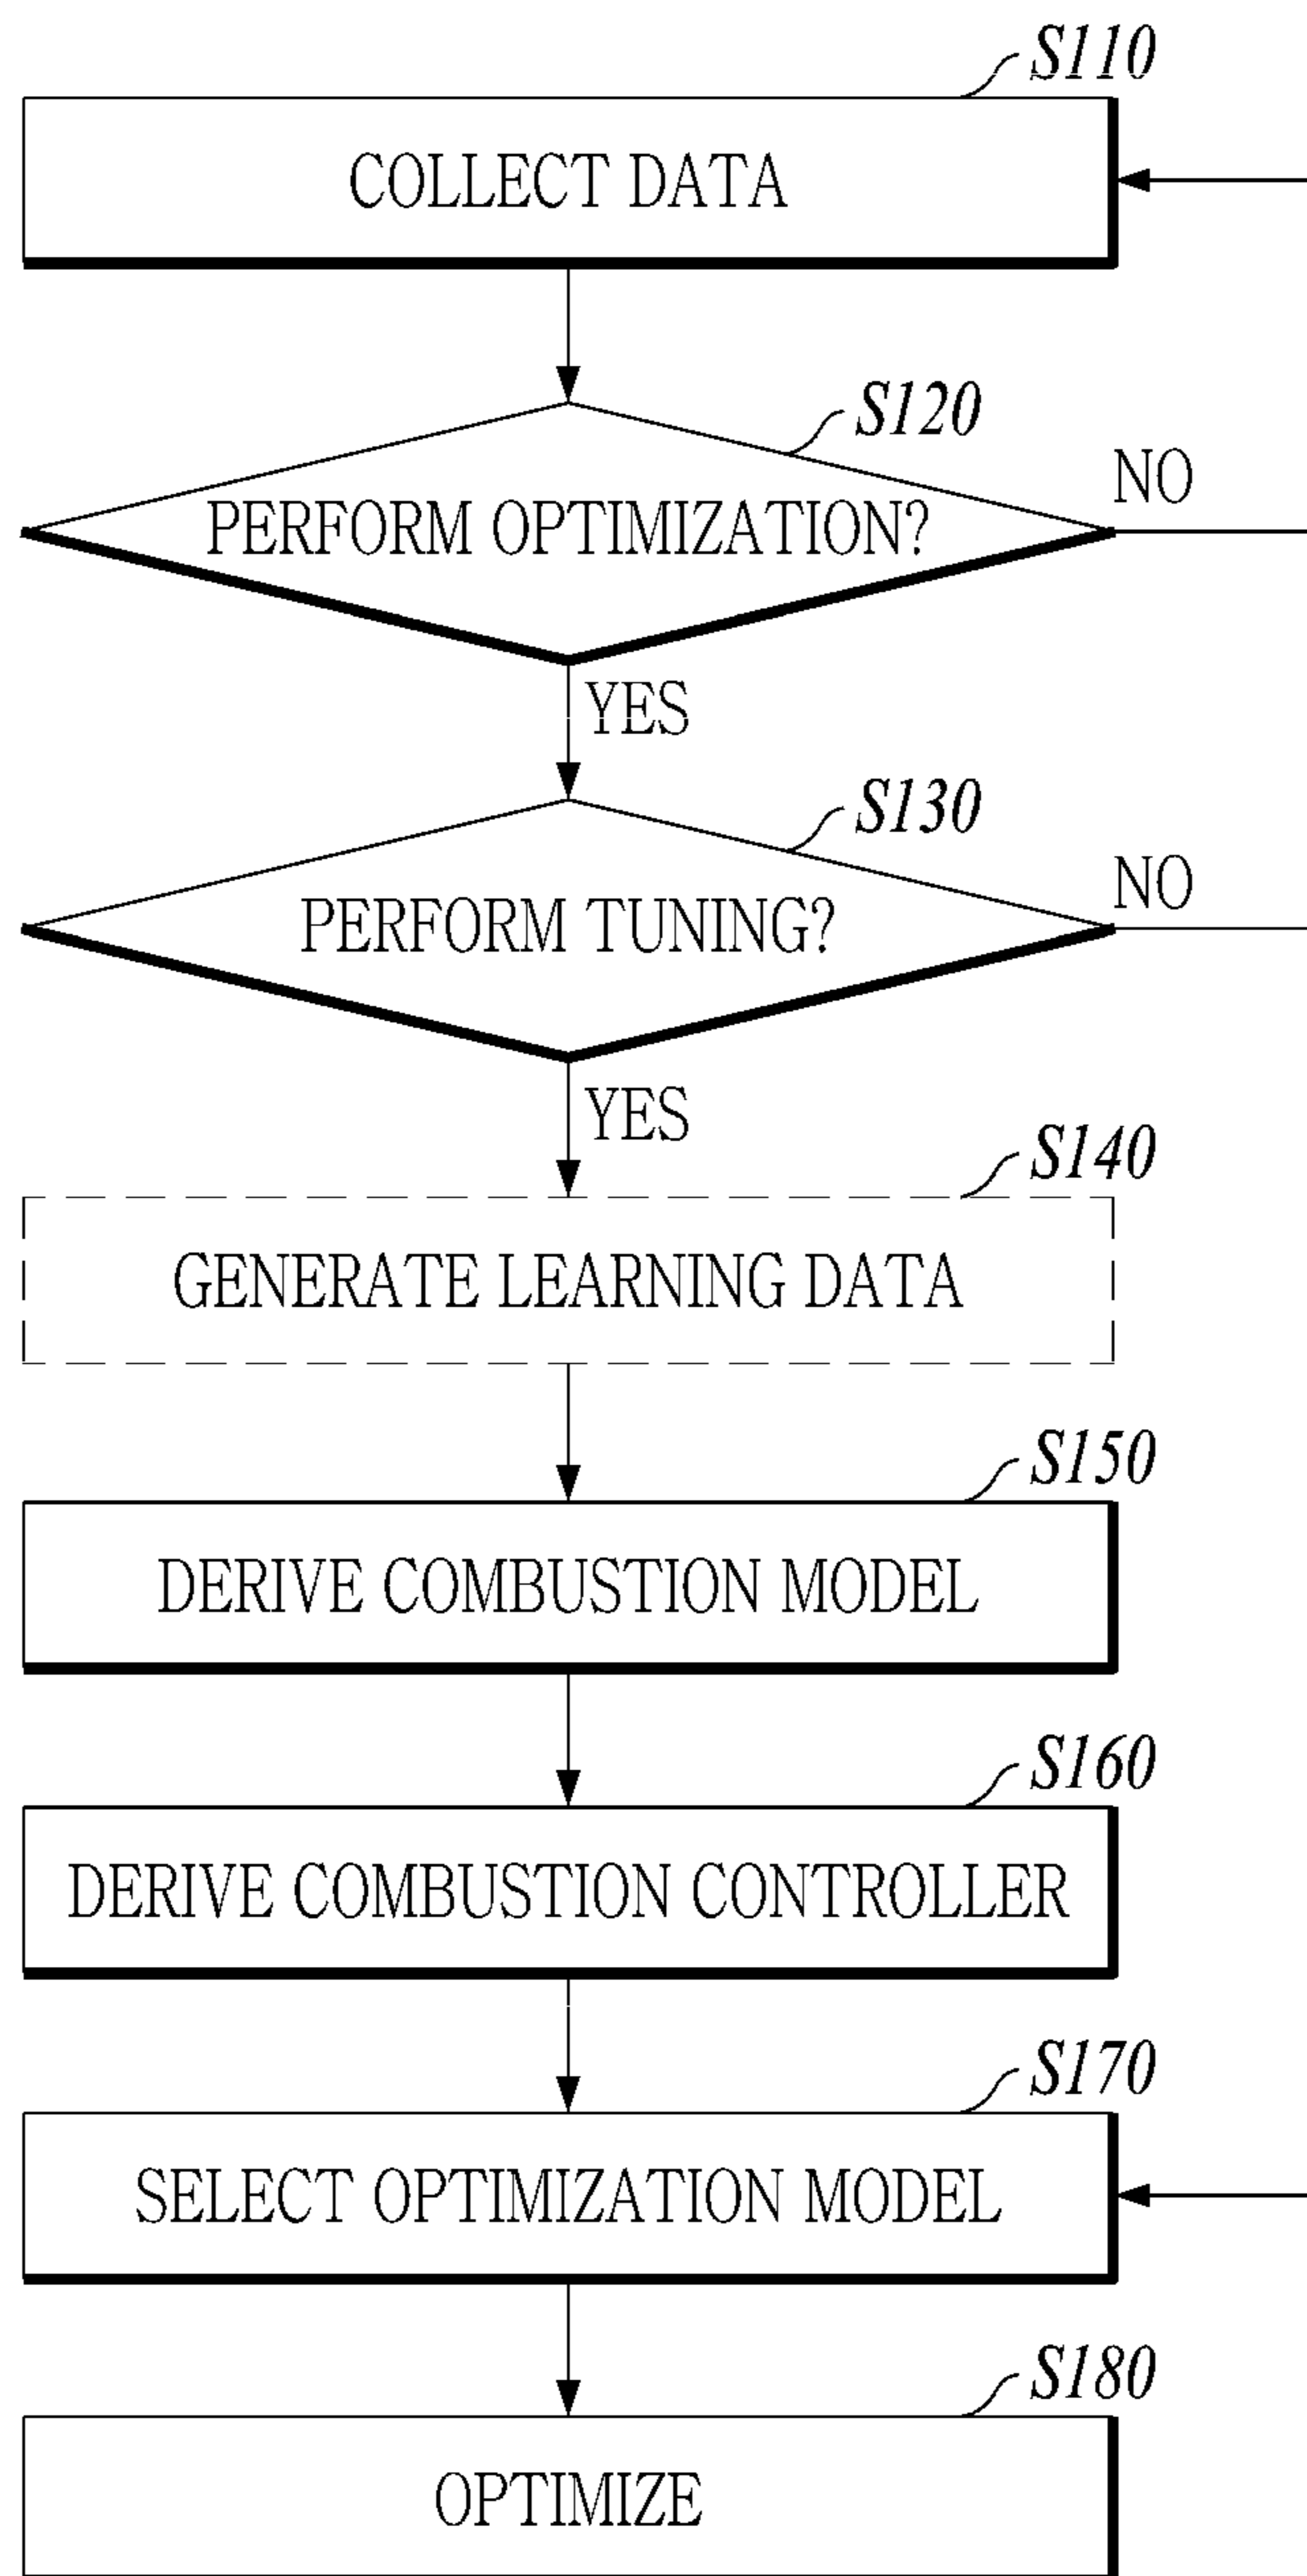 S110
COLLECT DATA
S120
PERFORM OPTIMIZATION?
NO
YES
S130
PERFORM TUNING?
NO
YES
S140
GENERATE LEARNING DATA
S150
DERIVE COMBUSTION MODEL
S160
DERIVE COMBUSTION CONTROLLER
S170
SELECT OPTIMIZATION MODEL
S180
OPTIMIZE